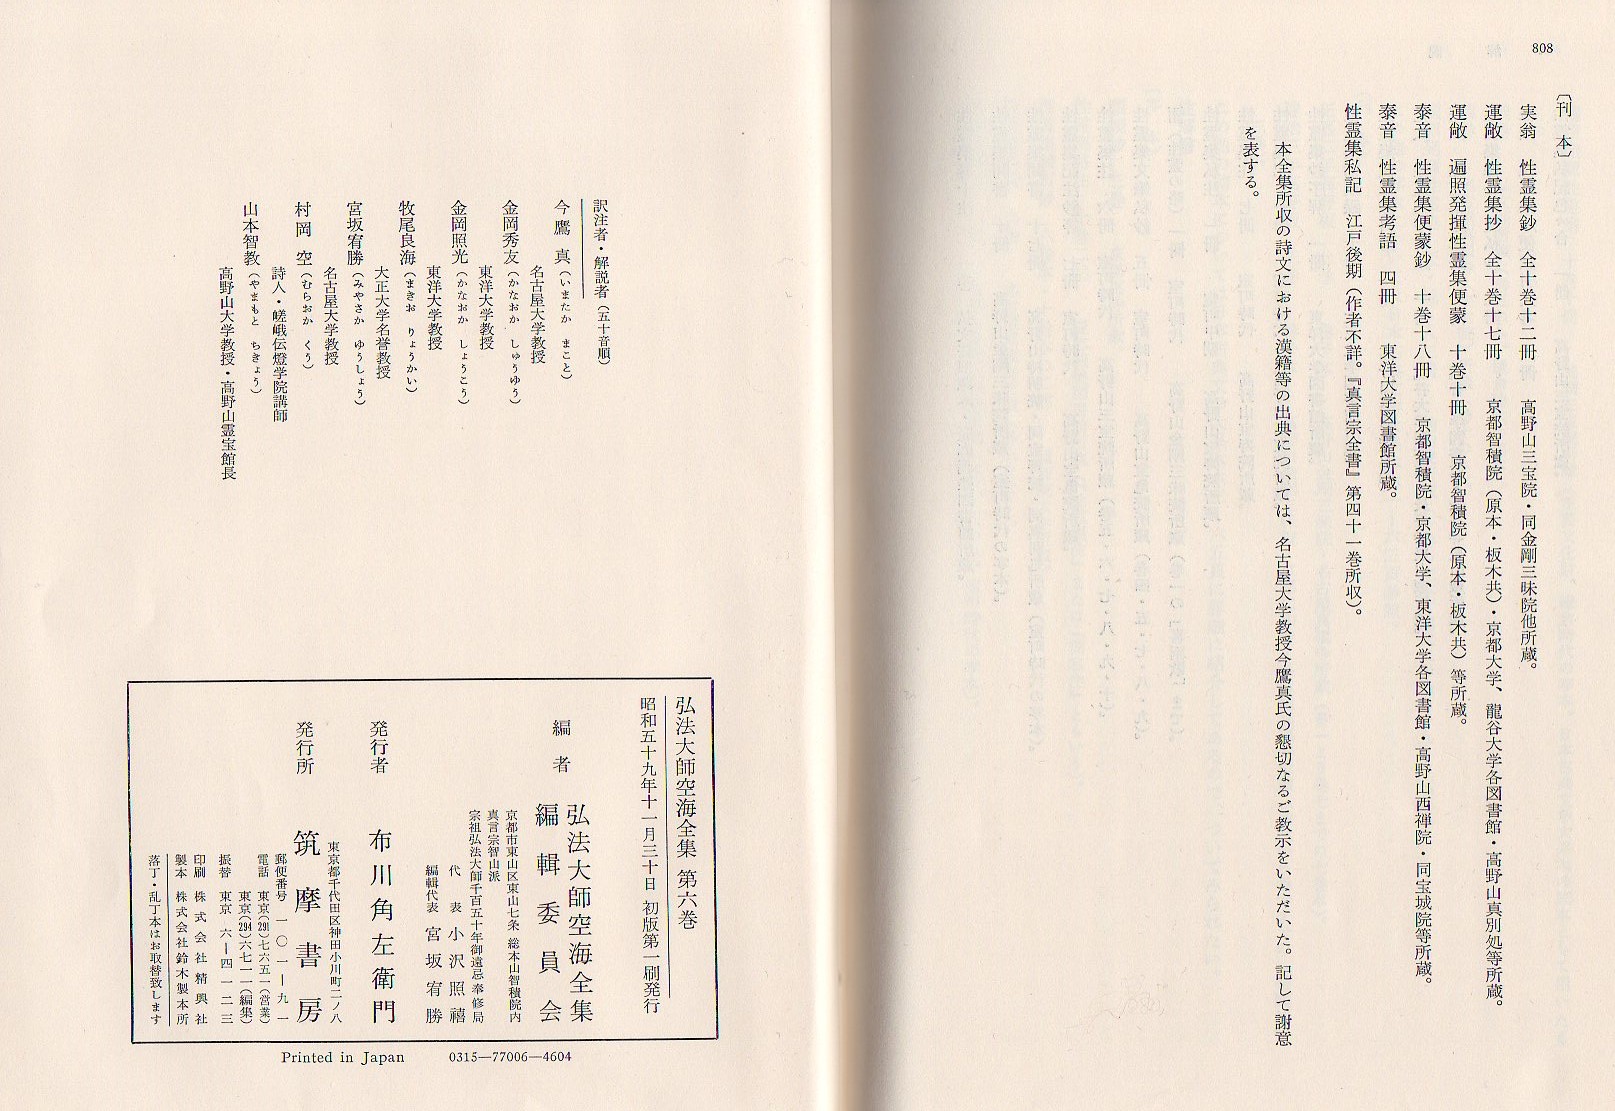 808
〔刊　本〕
実翁　性霊集鈔　全十巻十二冊　高野山三宝院・同金剛三昧院他所蔵。
運敞　性霊集抄　全十巻十七冊　京都智積院（原本・板木共）・京都大学、龍谷大学各図書館・高野山真別処等所蔵。
運敞　遍照発揮性霊集便蒙　十巻十冊　京都智積院（原本・板木共）等所蔵。
泰音　性霊集便蒙鈔　十巻十八冊　京都智積院・京都大学、東洋大学各図書館・高野山西禅院・同宝城院等所蔵。
泰音　性霊集考語　四冊　東洋大学図書館所蔵。
性霊集私記　江戸後期（作者不詳。『真言宗全書』第四十一巻所収）。
本全集所収の詩文における漢籍等の出典については、名古屋大学教授今鷹真氏の懇切なるご教示をいただいた。記して謝意
を表する。
訳注者・解説者（五十音順）
今鷹　真（いまたか　まこと）
名古屋大学教授
金岡秀友（かなおか　しゅうゆう）
東洋大学教授
金岡照光（かなおか　しょうこう）
東洋大学教授
牧尾良海（まきお　りょうかい）
大正大学名誉教授
宮坂宥勝（みやさか　ゆうしょう）
名古屋大学教授
村岡　空（むらおか　くう）
詩人・嵯峨伝燈学院講師
山本智教（やまもと　ちきょう）
高野山大学教授・高野山霊宝館長
弘法大師空海全集　第六巻
昭和五十九年十一月三十日　初版第一刷発行
編　者　弘法大師空海全集
編輯委員会
京都市東山区東山七条　総本山智積院内
真言宗智山派
宗祖弘法大師千百五十年御遠忌奉修局
代　表　小沢照禧
編輯代表　宮坂宥勝
発行者　布川角左衛門
東京都千代田区神田小川町二ノ八
発行所　筑摩書房
郵便番号　一〇一―九一
電話　東京(291)七六五一(営業)
東京(294)六七一一(編集)
振替　東京　六―四一二三
印刷　株式会社精興社
製本　株式会社鈴木製本所
落丁・乱丁本はお取替致します
Printed in Japan　0315—77006—4604